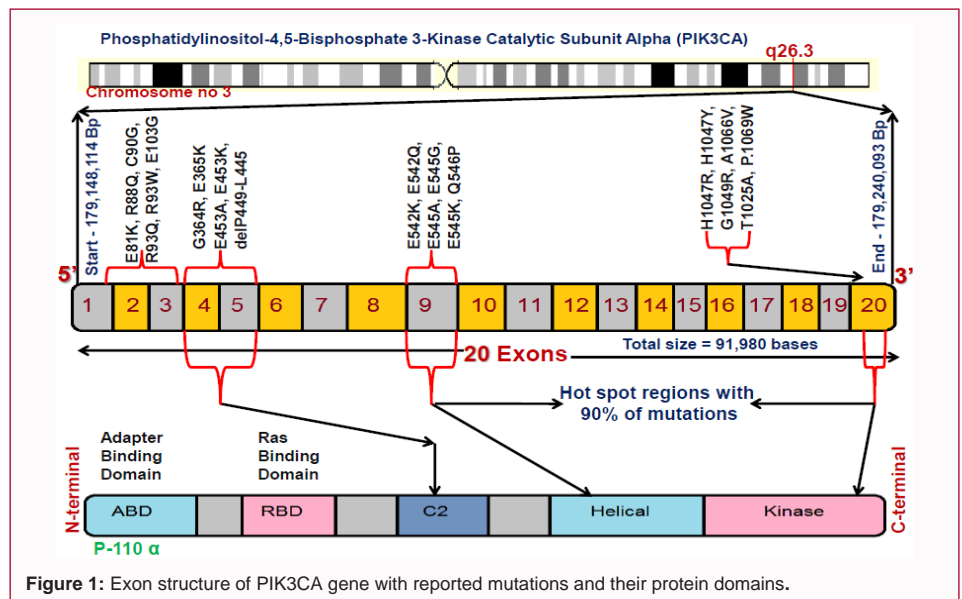 Phosphatidylinositol-4,5-Bisphosphate 3-Kinase Catalytic Subunit Alpha (PIK3CA)
q26.3
Chromosome no 3
Start - 179,148,114 Bp
E81K, R88Q, C90G,
R93Q, R93W, E103G
G364R, E365K
E453A, E453K,
delP449-L445
E542K, E542Q,
E545A, E545G,
E545K, Q546P
H1047R, H1047Y,
G1049R, A1066V,
T1025A, P.1069W
End - 179,240,093 Bp
5’
3’
1 2 3 4 5 6 7 8 9 10 11 12 13 14 15 16 17 18 19 20
20 Exons
Total size = 91,980 bases
Hot spot regions with
90% of mutations
Adapter
Binding
Domain
Ras
Binding
Domain
N-terminal
C-terminal
ABD RBD C2 Helical Kinase
P-110 α
Figure 1: Exon structure of PIK3CA gene with reported mutations and their protein domains.